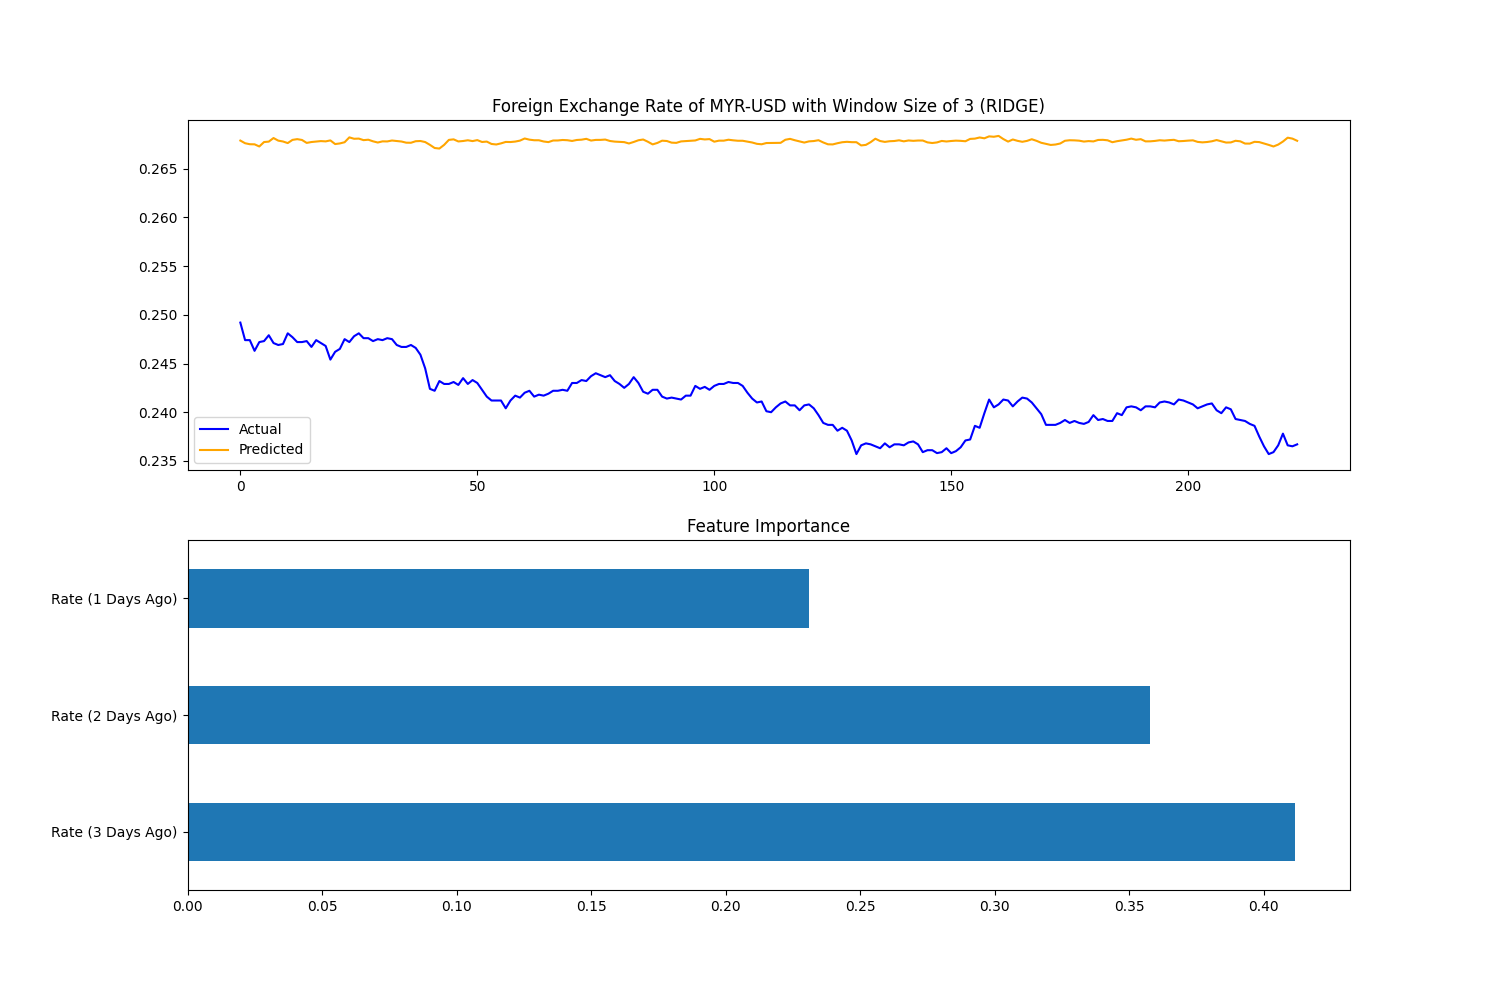 Foreign Exchange Rate of MYR-USD with Window Size of 3 (RIDGE)
0.265
0.260
0.255
0.250
0.245
0.240
0.235
Actual
Predicted
0 50 100 150 200
Feature Importance
Rate (1 Days Ago)
Rate (2 Days Ago)
Rate (3 Days Ago)
0.00 0.05 0.10 0.15 0.20 0.25 0.30 0.35 0.40